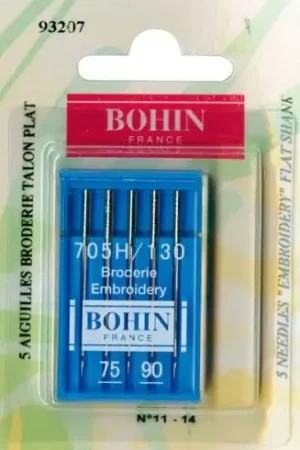 93207
BOHIN
FRANCE
5 AIGUILLES BRODERIE TALON PLAT
705H/130
Broderie
Embroidery
BOHIN
FRANCE
75 90
5 NEEDLES "EMBROIDERY" FLAT SHANK
N°11 - 14